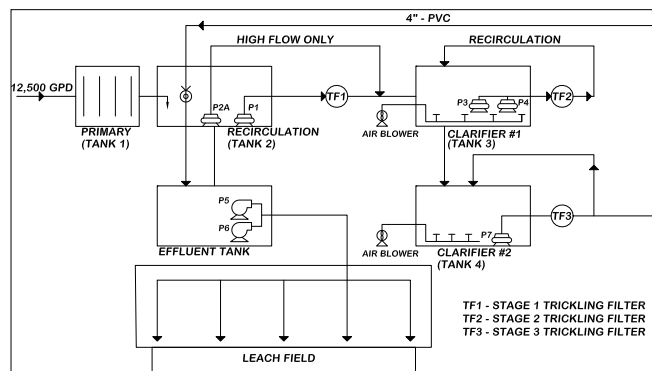 4" - PVC
HIGH FLOW ONLY
RECIRCULATION
12,500 GPD
P2A
P1
TF1
P3
P4
TF2
AIR BLOWER
PRIMARY
(TANK 1)
RECIRCULATION
(TANK 2)
CLARIFIER #1
(TANK 3)
P5
P6
P7
TF3
AIR BLOWER
EFFLUENT TANK
CLARIFIER #2
(TANK 4)
TF1 - STAGE 1 TRICKLING FILTER
TF2 - STAGE 2 TRICKLING FILTER
TF3 - STAGE 3 TRICKLING FILTER
LEACH FIELD